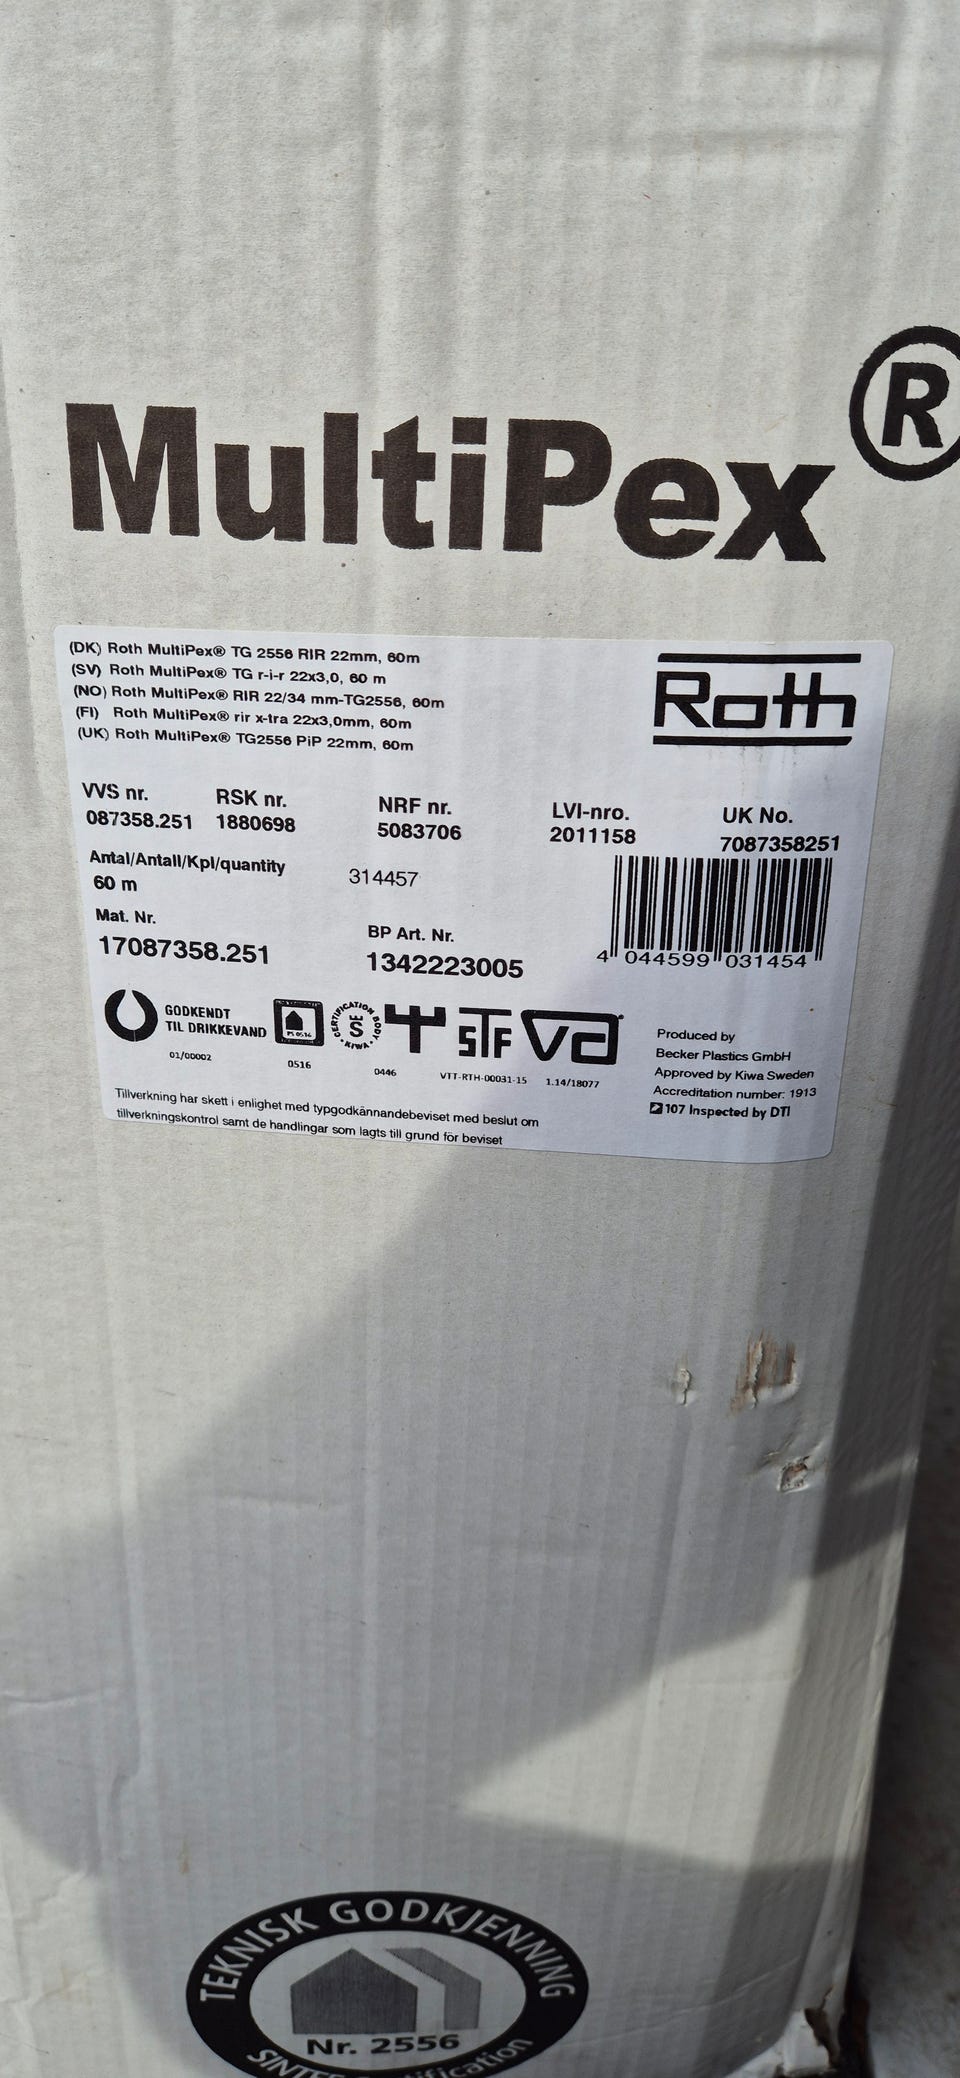 MultiPex®
(DK) Roth MultiPex® TG 2556 RIR 22mm, 60m
(SV) Roth MultiPex® TG r-i-r 22x3,0, 60 m
(NO) Roth MultiPex® RIR 22/34 mm-TG2556, 60m
(FI) Roth MultiPex® rir x-tra 22x3,0mm, 60m
(UK) Roth MultiPex® TG2556 PiP 22mm, 60m
Roth
VVS nr. RSK nr. NRF nr. LVI-nro. UK No.
087358.251 1880698 5083706 2011158 7087358251
Antal/Antall/Kpl/quantity
60 m 314457
Mat. Nr. BP Art. Nr.
17087358.251 1342223005
4 044599 031454
GODKENDT
TIL DRIKKEVAND
01/00002
0516
CERTIFICATION BODY
KIWA
0446
STF
VTT-RTH-00031-15
va
1.14/18077
Produced by
Becker Plastics GmbH
Approved by Kiwa Sweden
Accreditation number: 1913
107 Inspected by DTI
Tillverkning har skett i enlighet med typgodkännandebeviset med beslut om
tillverkningskontrol samt de handlingar som lagts till grund för beviset
TEKNISK GODKJENNING
Nr. 2556